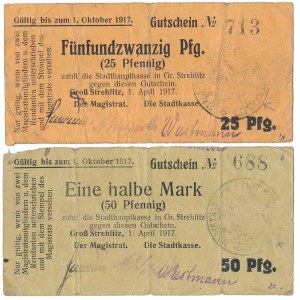 Gültig bis zum 1. Oktober 1917.
Gutschein № 713
Nur gültig, wenn von zwei
Magistratsmitgliedern u. dem
Rendanten unterschrieben
und mit dem Stempel des
Magistrats versehen.
Fünfundzwanzig Pfg.
(25 Pfennig)
zahlt die Stadthauptkasse in Gr. Strehlitz
gegen diesen Gutschein.
Groß Strehlitz, 1. April 1917.
Der Magistrat. Die Stadtkasse.
25 Pfg.
Gültig bis zum 1. Oktober 1917.
Gutschein № 688
Nur gültig, wenn von zwei
Magistratsmitgliedern u. dem
Rendanten unterschrieben
und mit dem Stempel des
Magistrats versehen.
Eine halbe Mark
(50 Pfennig)
zahlt die Stadthauptkasse in Gr. Strehlitz
gegen diesen Gutschein.
Groß Strehlitz, 1. April 1917.
Der Magistrat. Die Stadtkasse.
50 Pfg.